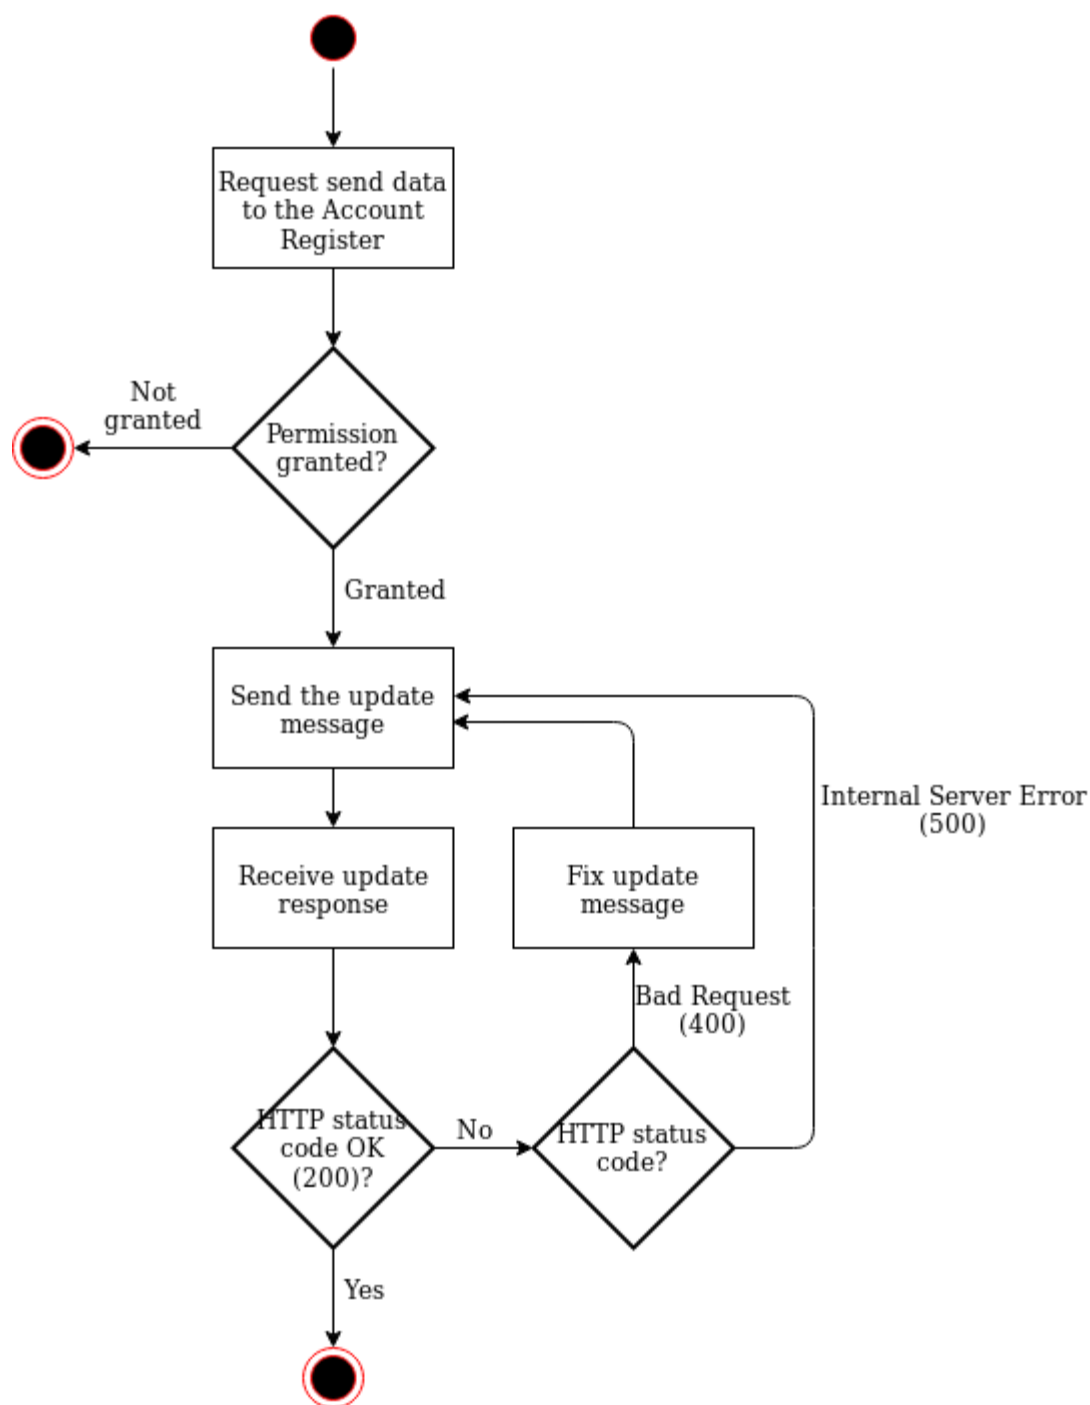 Request send data
to the Account
Register
Not
granted
Permission
granted?
Granted
Send the update
message
Internal Server Error
(500)
Receive update
response
Fix update
message
Bad Request
(400)
HTTP status
code OK
(200)?
No
HTTP status
code?
Yes